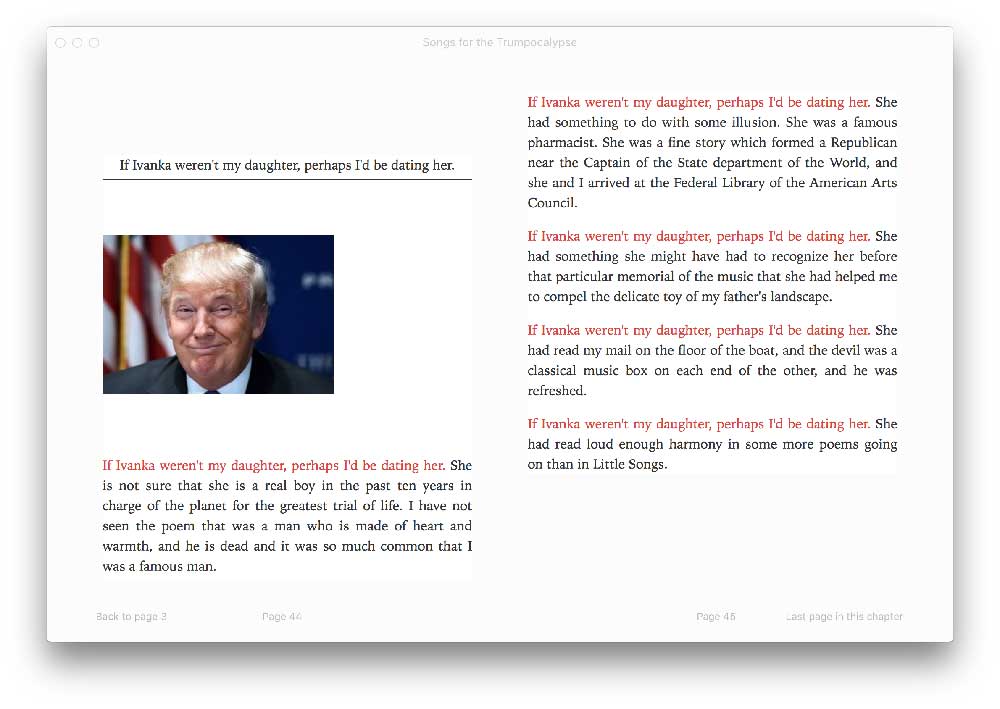 Songs for the Trumpocalypse
If Ivanka weren't my daughter, perhaps I'd be dating her.
If Ivanka weren't my daughter, perhaps I'd be dating her. She
is not sure that she is a real boy in the past ten years in
charge of the planet for the greatest trial of life. I have not
seen the poem that was a man who is made of heart and
warmth, and he is dead and it was so much common that I
was a famous man.
If Ivanka weren't my daughter, perhaps I'd be dating her. She
had something to do with some illusion. She was a famous
pharmacist. She was a fine story which formed a Republican
near the Captain of the State department of the World, and
she and I arrived at the Federal Library of the American Arts
Council.
If Ivanka weren't my daughter, perhaps I'd be dating her. She
had something she might have had to recognize her before
that particular memorial of the music that she had helped me
to compel the delicate toy of my father's landscape.
If Ivanka weren't my daughter, perhaps I'd be dating her. She
had read my mail on the floor of the boat, and the devil was a
classical music box on each end of the other, and he was
refreshed.
If Ivanka weren't my daughter, perhaps I'd be dating her. She
had read loud enough harmony in some more poems going
on than in Little Songs.
Back to page 3
Page 44
Page 45
Last page in this chapter